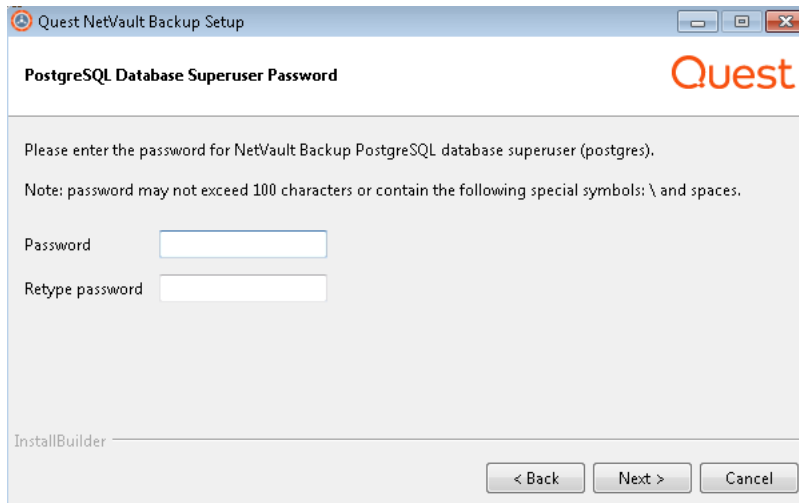 Quest NetVault Backup Setup
PostgreSQL Database Superuser Password
Quest
Please enter the password for NetVault Backup PostgreSQL database superuser (postgres).
Note: password may not exceed 100 characters or contain the following special symbols: \ and spaces.
Password
Retype password
InstallBuilder
< Back Next > Cancel